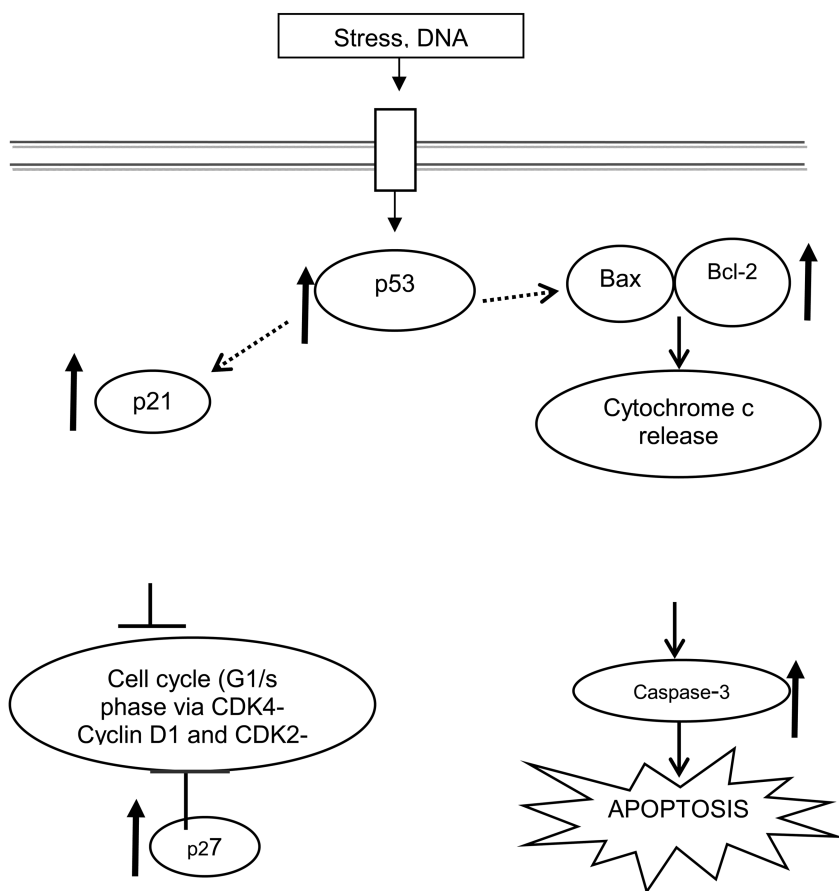 Stress, DNA
p53
Bax
Bcl-2
p21
Cytochrome c
release
Cell cycle (G1/s
phase via CDK4-
Cyclin D1 and CDK2-
Caspase-3
APOPTOSIS
p27